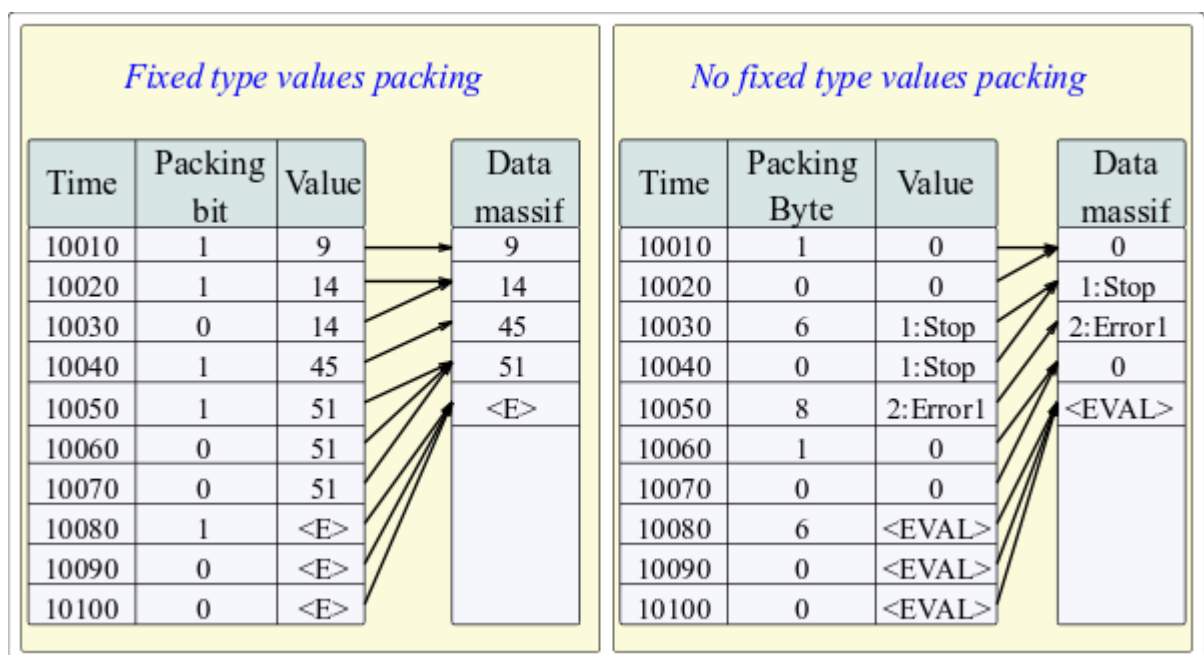 Fixed type values packing
Time Packing bit Value Data massif
10010 1 9 9
10020 1 14 14
10030 0 14 45
10040 1 45 51
10050 1 51 <E>
10060 0 51
10070 0 51
10080 1 <E>
10090 0 <E>
10100 0 <E>
No fixed type values packing
Time Packing Byte Value Data massif
10010 1 0 0
10020 0 0 1:Stop
10030 6 1:Stop 2:Error1
10040 0 1:Stop 0
10050 8 2:Error1 <EVAL>
10060 1 0
10070 0 0
10080 6 <EVAL>
10090 0 <EVAL>
10100 0 <EVAL>